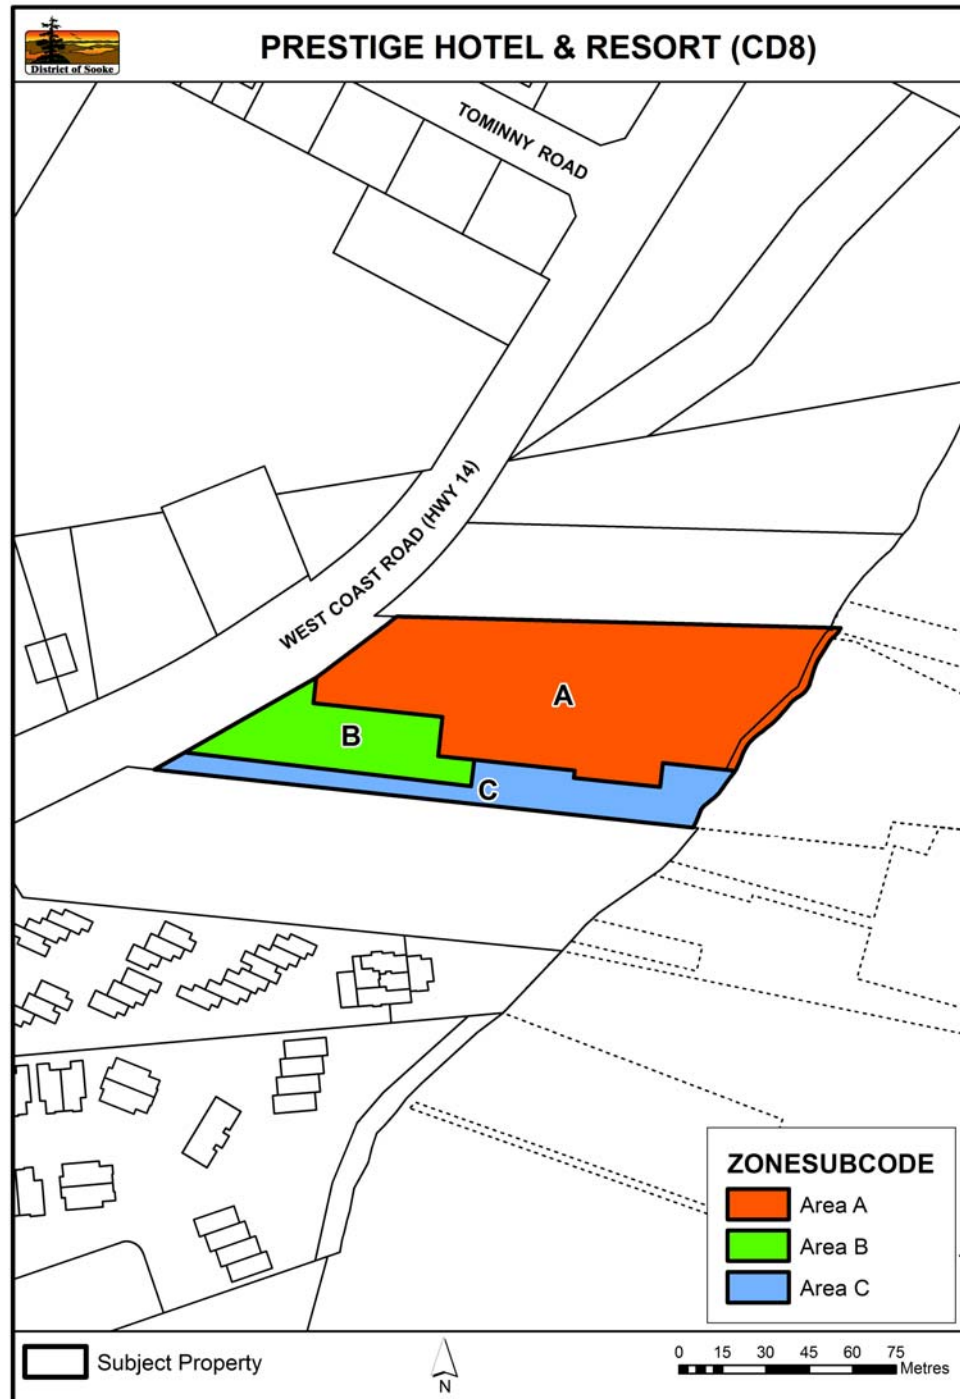 District of Sooke
PRESTIGE HOTEL & RESORT (CD8)
TOMINNY ROAD
WEST COAST ROAD (HWY 14)
A
B
C
ZONESUBCODE
Area A
Area B
Area C
Subject Property
N
0 15 30 45 60 75
Metres